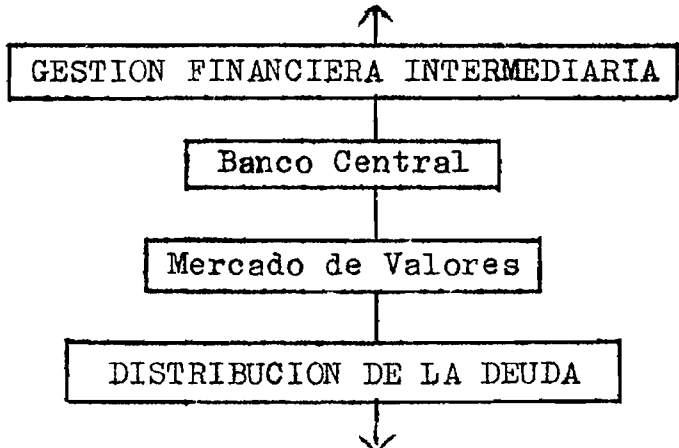 GESTION FINANCIERA INTERMEDIARIA
Banco Central
Mercado de Valores
DISTRIBUCION DE LA DEUDA